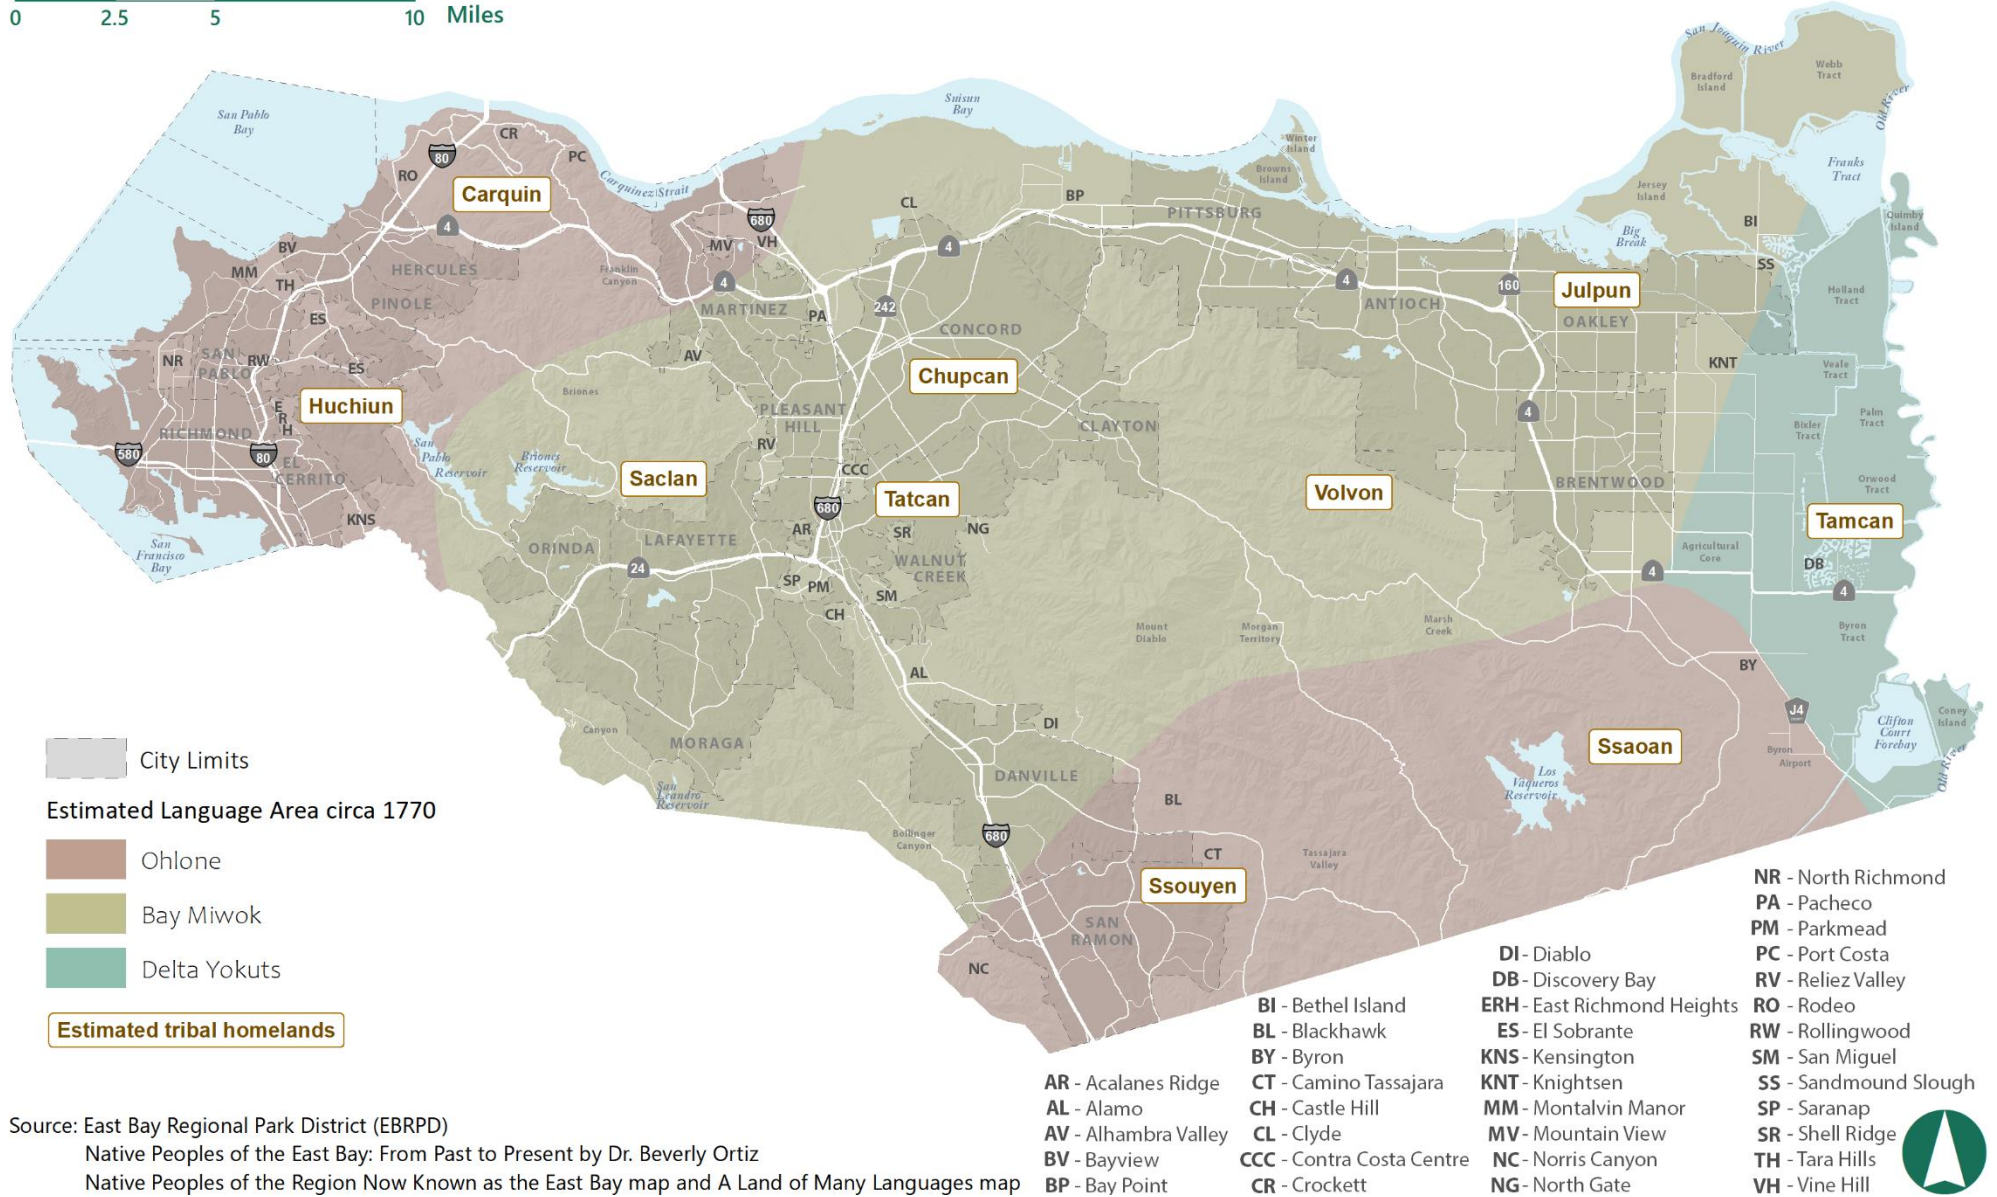 0 2.5 5 10 Miles
San Pablo
Bay
Suisun
Bay
San Joaquin River
Bradford
Island
Webb
Tract
Old River
Franks
Tract
Winter
Island
Browns
Island
Jersey
Island
Quimby
Island
Big
Break
Carquinez Strait
CR
PC
80
RO
Carquin
4
BV
MM
TH
HERCULES
PINOLE
Franklin
Canyon
680
MV
VH
4
MARTINEZ
PA
CL
4
BP
PITTSBURG
242
CONCORD
4
ANTIOCH
160
Julpun
OAKLEY
BI
SS
Holland
Tract
KNT
Veale
Tract
Palm
Tract
Bixler
Tract
Orwood
Tract
ES
NR
SAN
PABLO
RW
ES
Huchiun
E
R
H
RICHMOND
580
80
EL
CERRITO
KNS
San
Francisco
Bay
San
Pablo
Reservoir
Briones
Reservoir
Briones
AV
Chupcan
PLEASANT
HILL
CLAYTON
RV
CCC
Saclan
Tatcan
680
AR
SR
NG
Volvon
4
BRENTWOOD
Tamcan
Agricultural
Core
DB
4
4
Byron
Tract
ORINDA
LAFAYETTE
24
WALNUT
CREEK
SP
PM
SM
CH
Mount
Diablo
Morgan
Territory
Marsh
Creek
AL
BY
J4
Clifton
Court
Forebay
Coney
Island
Old River
Byron
Airport
Canyon
MORAGA
San
Leandro
Reservoir
DI
DANVILLE
BL
680
Bollinger
Canyon
CT
Ssouyen
Tassajara
Valley
Los
Vaqueros
Reservoir
Ssaoan
SAN
RAMON
NC
City Limits
Estimated Language Area circa 1770
Ohlone
Bay Miwok
Delta Yokuts
Estimated tribal homelands
Source: East Bay Regional Park District (EBRPD)
Native Peoples of the East Bay: From Past to Present by Dr. Beverly Ortiz
Native Peoples of the Region Now Known as the East Bay map and A Land of Many Languages map
AR - Acalanes Ridge
AL - Alamo
AV - Alhambra Valley
BV - Bayview
BP - Bay Point
BI - Bethel Island
BL - Blackhawk
BY - Byron
CT - Camino Tassajara
CH - Castle Hill
CL - Clyde
CCC - Contra Costa Centre
CR - Crockett
DI - Diablo
DB - Discovery Bay
ERH - East Richmond Heights
ES - El Sobrante
KNS - Kensington
KNT - Knightsen
MM - Montalvin Manor
MV - Mountain View
NC - Norris Canyon
NG - North Gate
NR - North Richmond
PA - Pacheco
PM - Parkmead
PC - Port Costa
RV - Reliez Valley
RO - Rodeo
RW - Rollingwood
SM - San Miguel
SS - Sandmound Slough
SP - Saranap
SR - Shell Ridge
TH - Tara Hills
VH - Vine Hill